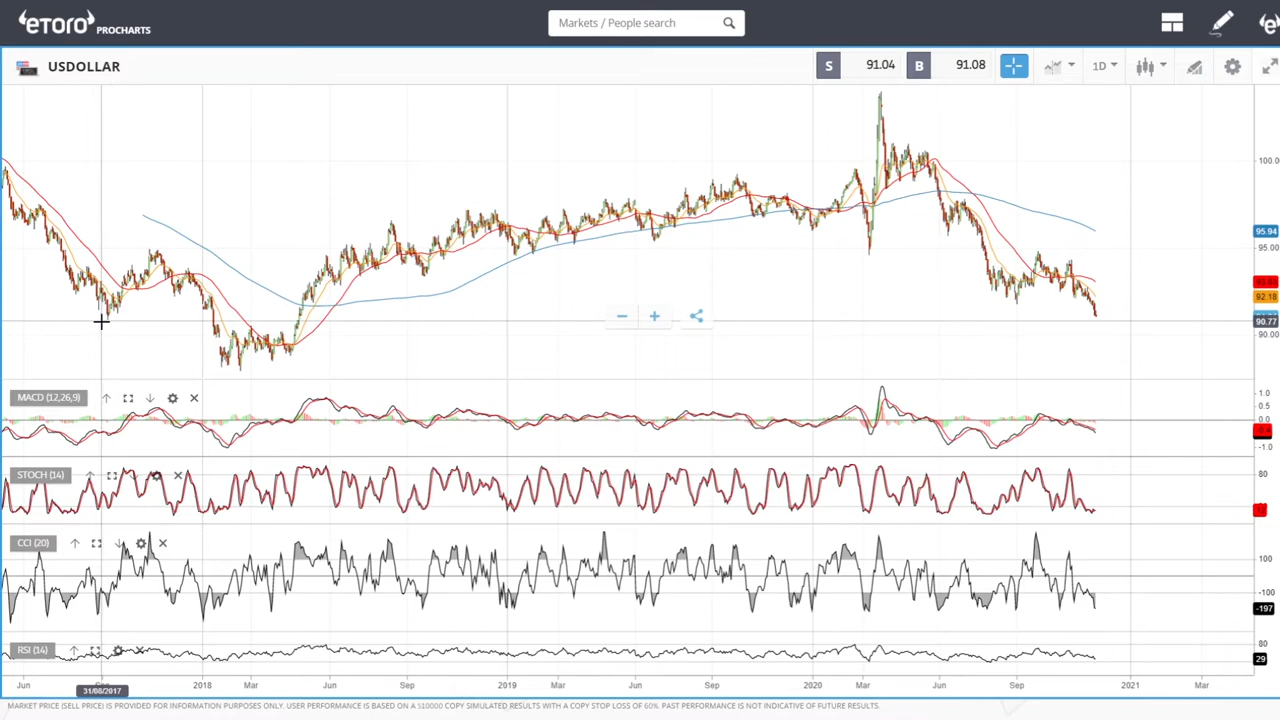 eToro PROCHARTS
Markets / People search
USDOLLAR
S 91.04 B 91.08 1D
100.0
95.94
95.00
92.18
90.77
90.00
MACD (12,26,9)
1.0
0.5
0.0
-1.0
STOCH (14)
80
CCI (20)
100
-100
-197
RSI (14)
80
29
Jun 2018 Mar Jun Sep 2019 Mar Jun Sep 2020 Mar Jun Sep 2021 Mar
31/08/2017
MARKET PRICE (SELL PRICE) IS PROVIDED FOR INFORMATION PURPOSES ONLY. USER PERFORMANCE IS BASED ON A $10000 COPY SIMULATED RESULTS WITH A COPY STOP LOSS OF 60%. PAST PERFORMANCE IS NOT INDICATIVE OF FUTURE RESULTS.